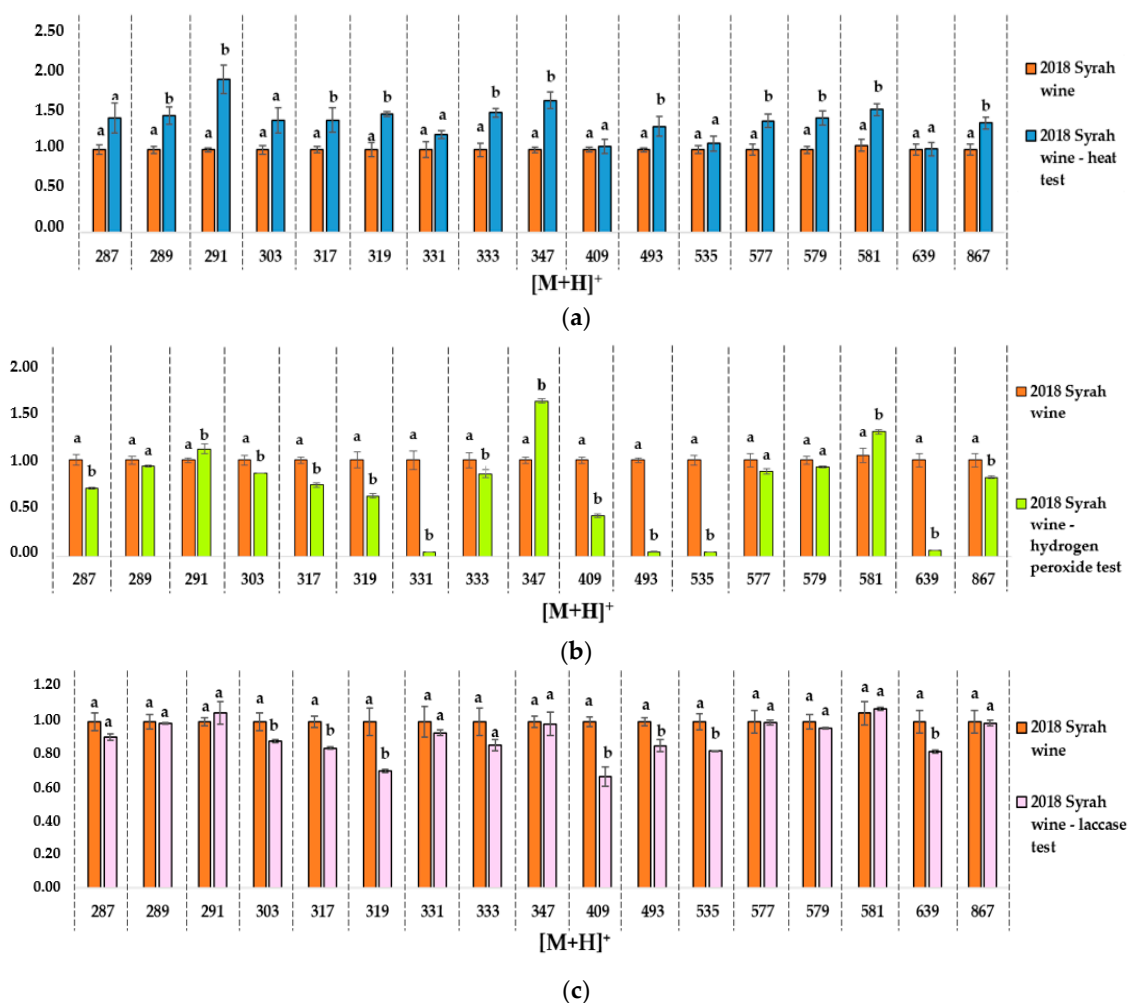 2.50
2.00
1.50
1.00
0.50
0.00
a a a b a b a a a b a b a a a b a b a a a b a a a b a b a b a a a b
287 289 291 303 317 319 331 333 347 409 493 535 577 579 581 639 867
[M+H]+
2018 Syrah
wine
2018 Syrah
wine - heat
test
(a)
2.00
1.50
1.00
0.50
0.00
a b a a a b a b a b a b a b a b a b a b a b a b a a a a a b a b a b
287 289 291 303 317 319 331 333 347 409 493 535 577 579 581 639 867
[M+H]+
2018 Syrah
wine
2018 Syrah
wine -
hydrogen
peroxide test
(b)
1.20
1.00
0.80
0.60
0.40
0.20
0.00
a a a a a a a b a b a b a a a a a a a b a b a b a a a a a a a b a a
287 289 291 303 317 319 331 333 347 409 493 535 577 579 581 639 867
[M+H]+
2018 Syrah
wine
2018 Syrah
wine - laccase
test
(c)